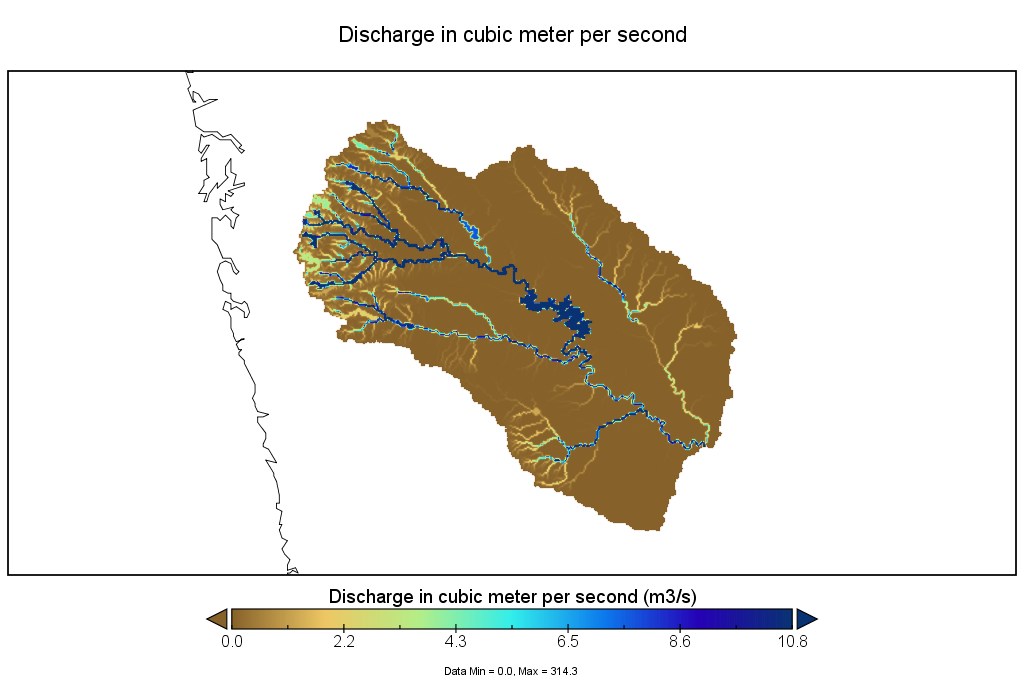 Discharge in cubic meter per second
Discharge in cubic meter per second (m3/s)
0.0 2.2 4.3 6.5 8.6 10.8
Data Min = 0.0, Max = 314.3